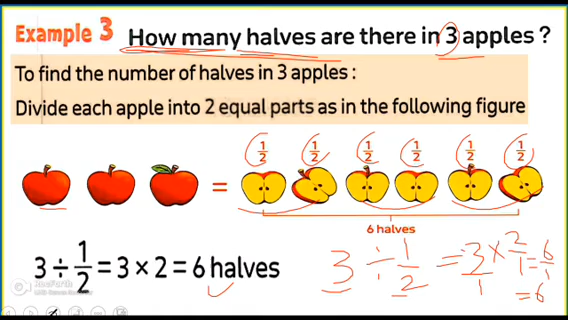 Example 3 How many halves are there in 3 apples ?
To find the number of halves in 3 apples :
Divide each apple into 2 equal parts as in the following figure
1/2 1/2 1/2 1/2 1/2 1/2
=
6 halves
3 ÷ 1/2 = 3 × 2 = 6 halves
3 ÷ 1/2 = 3/1 × 2/1 = 6/1
= 6